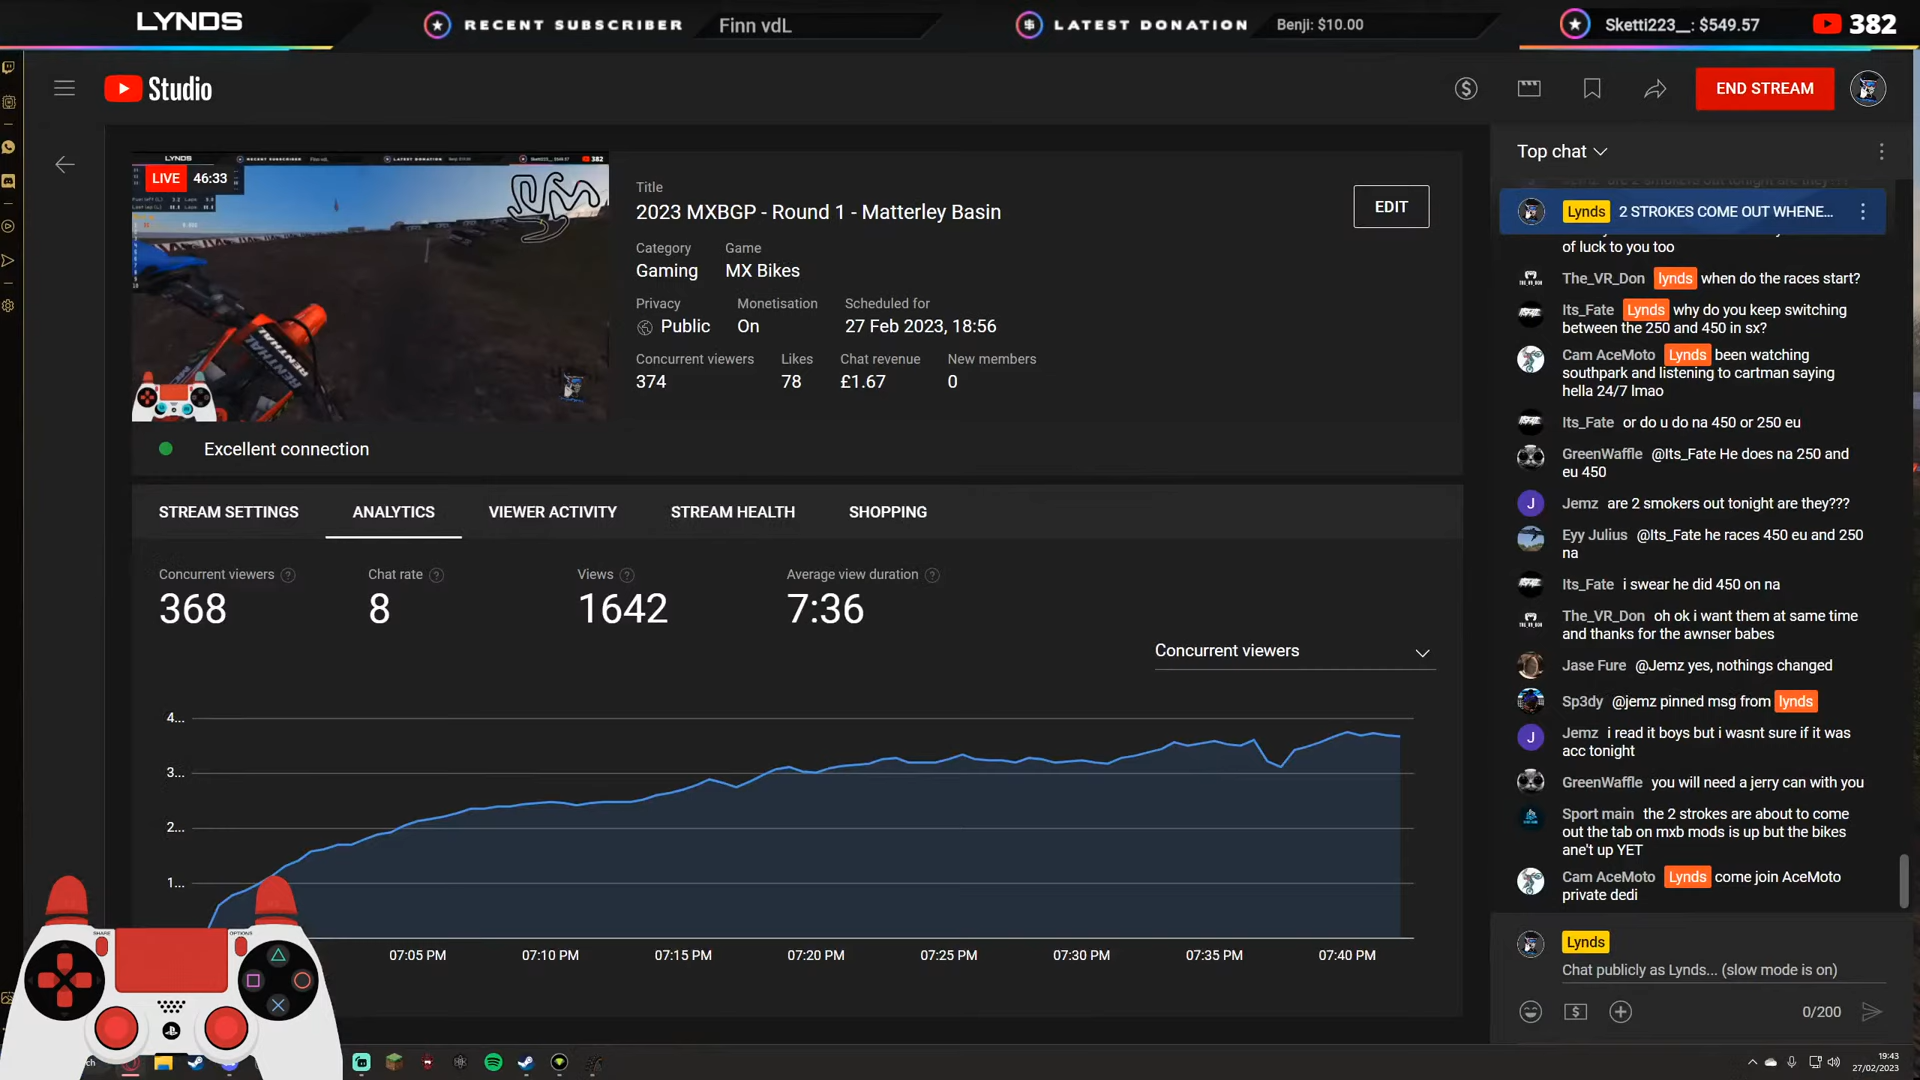 LYNDS
RECENT SUBSCRIBER Finn vdL
LATEST DONATION Benji: $10.00
Sketti223__: $549.57
382
Studio
END STREAM
LIVE 46:33
Title
2023 MXBGP - Round 1 - Matterley Basin
EDIT
Category Game
Gaming MX Bikes
Privacy Monetisation Scheduled for
Public On 27 Feb 2023, 18:56
Concurrent viewers Likes Chat revenue New members
374 78 £1.67 0
Excellent connection
STREAM SETTINGS ANALYTICS VIEWER ACTIVITY STREAM HEALTH SHOPPING
Concurrent viewers Chat rate Views Average view duration
368 8 1642 7:36
Concurrent viewers
4...
3...
2...
1...
07:05 PM 07:10 PM 07:15 PM 07:20 PM 07:25 PM 07:30 PM 07:35 PM 07:40 PM
Top chat
Lynds 2 STROKES COME OUT WHENE...
of luck to you too
The_VR_Don lynds when do the races start?
Its_Fate Lynds why do you keep switching
between the 250 and 450 in sx?
Cam AceMoto Lynds been watching
southpark and listening to cartman saying
hella 24/7 lmao
Its_Fate or do u do na 450 or 250 eu
GreenWaffle @Its_Fate He does na 250 and
eu 450
Jemz are 2 smokers out tonight are they???
Eyy Julius @Its_Fate he races 450 eu and 250
na
Its_Fate i swear he did 450 on na
The_VR_Don oh ok i want them at same time
and thanks for the awnser babes
Jase Fure @Jemz yes, nothings changed
Sp3dy @jemz pinned msg from lynds
Jemz i read it boys but i wasnt sure if it was
acc tonight
GreenWaffle you will need a jerry can with you
Sport main the 2 strokes are about to come
out the tab on mxb mods is up but the bikes
ane't up YET
Cam AceMoto Lynds come join AceMoto
private dedi
Lynds
Chat publicly as Lynds... (slow mode is on)
0/200
SHARE
OPTIONS
RENTHAL
19:43
27/02/2023